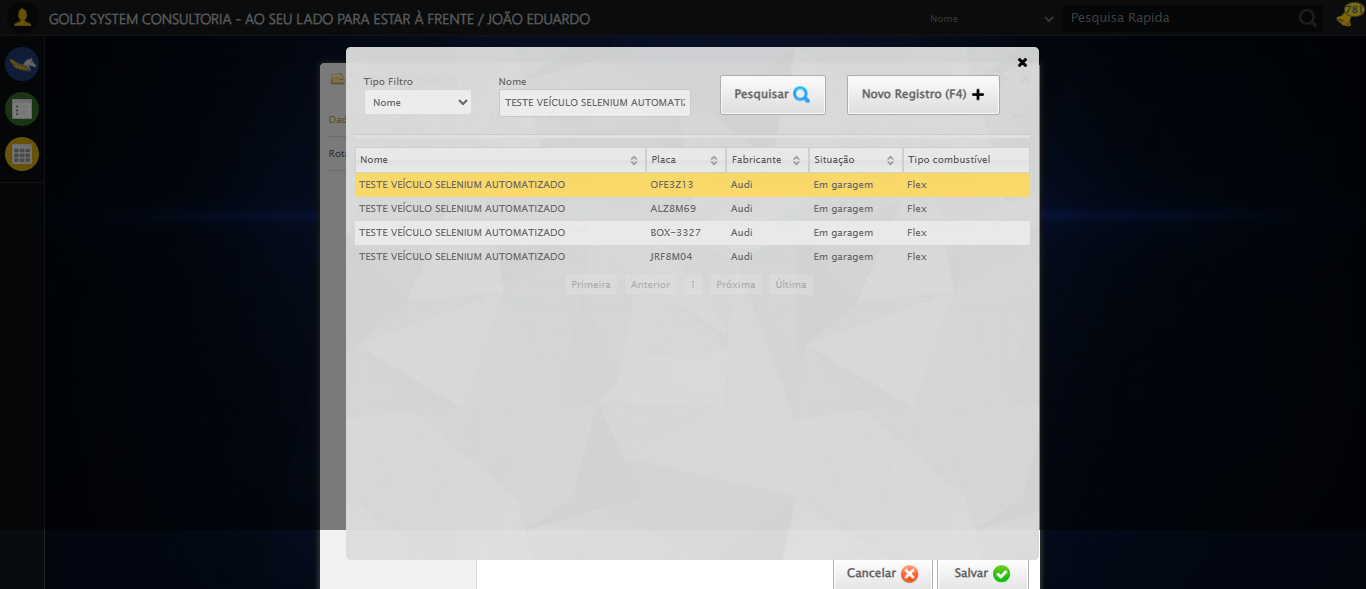 GOLD SYSTEM CONSULTORIA - AO SEU LADO PARA ESTAR À FRENTE / JOÃO EDUARDO
Nome
Pesquisa Rapida
781
Tipo Filtro
Nome
Nome
TESTE VEÍCULO SELENIUM AUTOMATI
Pesquisar
Novo Registro (F4)
Nome Placa Fabricante Situação Tipo combustível
TESTE VEÍCULO SELENIUM AUTOMATIZADO OFE3Z13 Audi Em garagem Flex
TESTE VEÍCULO SELENIUM AUTOMATIZADO ALZ8M69 Audi Em garagem Flex
TESTE VEÍCULO SELENIUM AUTOMATIZADO BOX-3327 Audi Em garagem Flex
TESTE VEÍCULO SELENIUM AUTOMATIZADO JRF8M04 Audi Em garagem Flex
Primeira Anterior 1 Próxima Última
Cancelar
Salvar